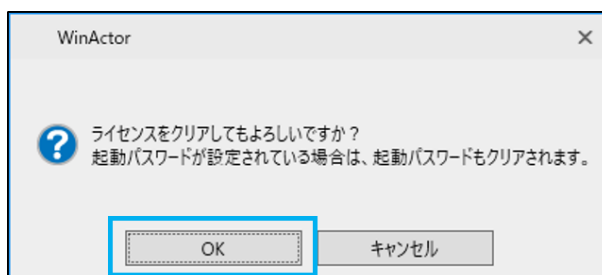 WinActor
ライセンスをクリアしてもよろしいですか？
起動パスワードが設定されている場合は、起動パスワードもクリアされます。
OK
キャンセル